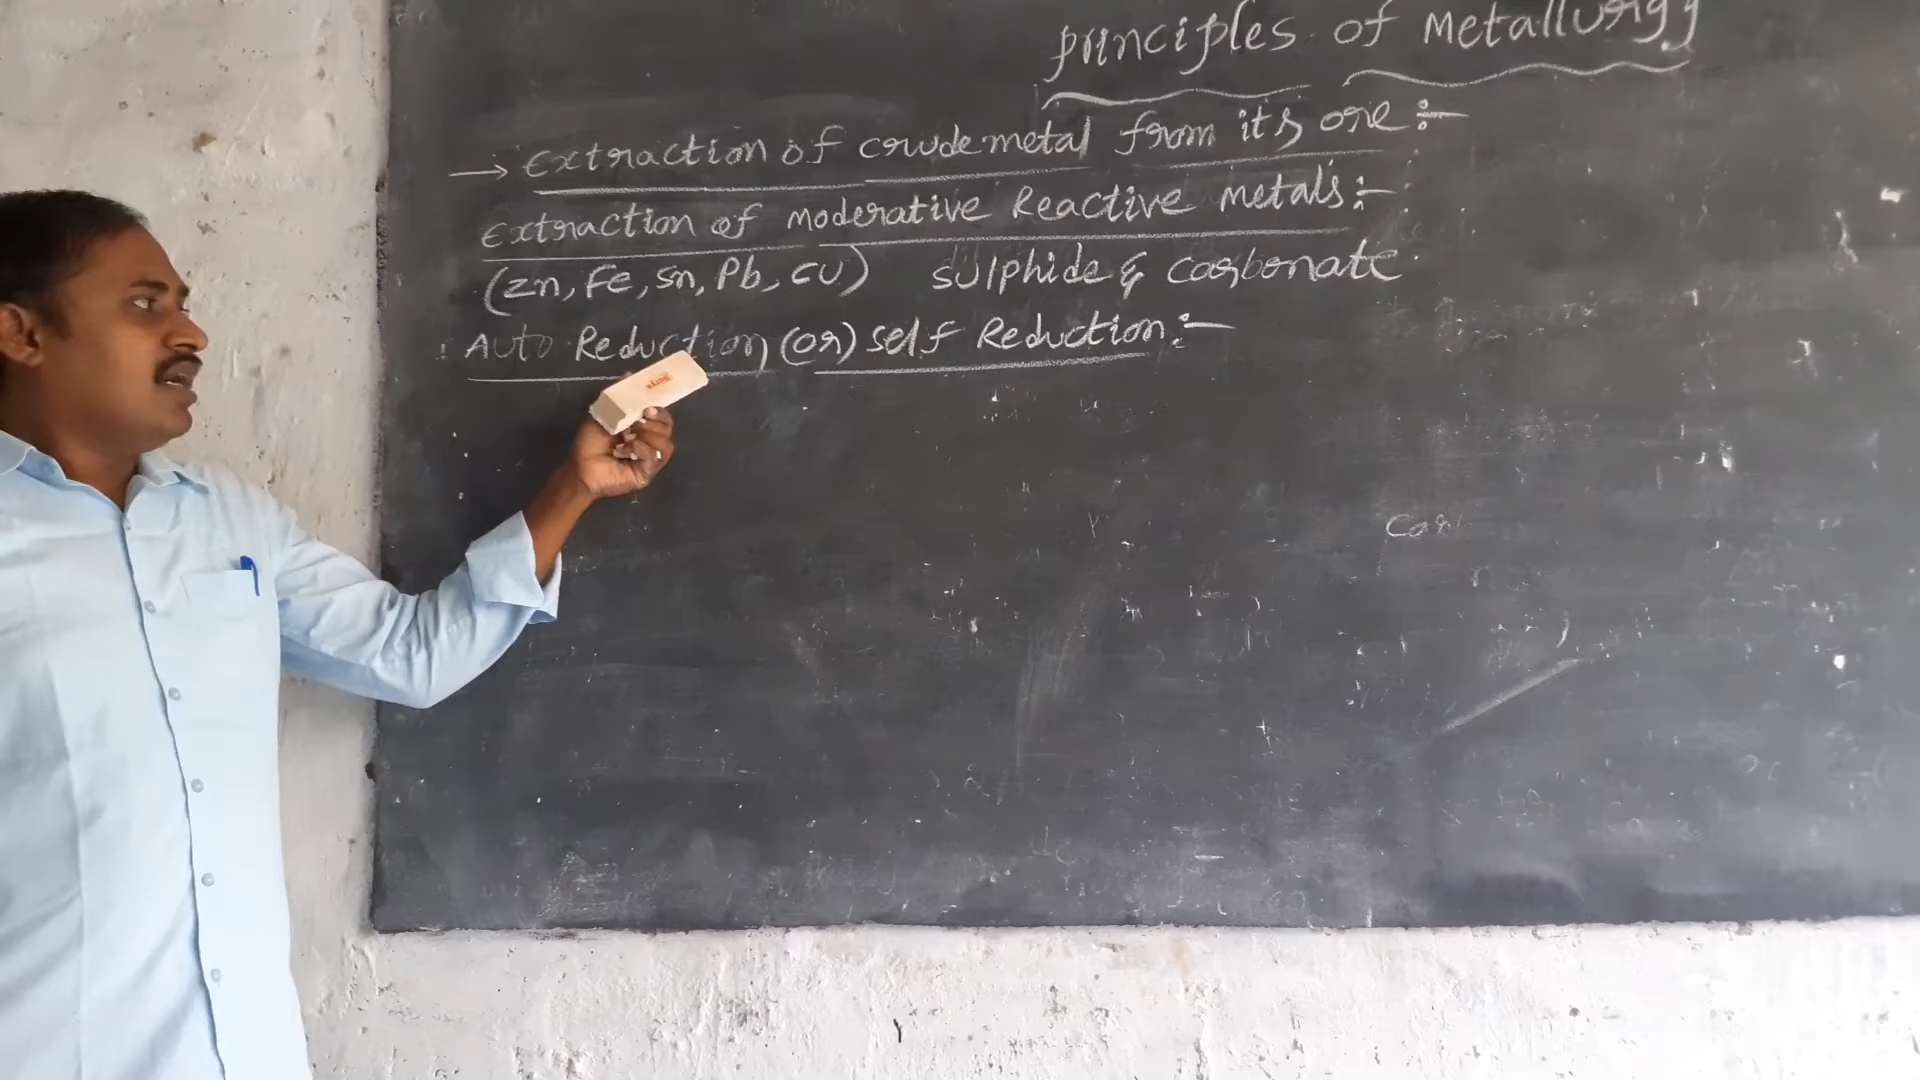 Principles of Metallurgy
→ Extraction of crude metal from its ore :-
Extraction of moderative Reactive metals :-
(Zn, Fe, Sn, Pb, Cu) Sulphide & Carbonate.
Auto Reduction (or) Self Reduction :-
Car